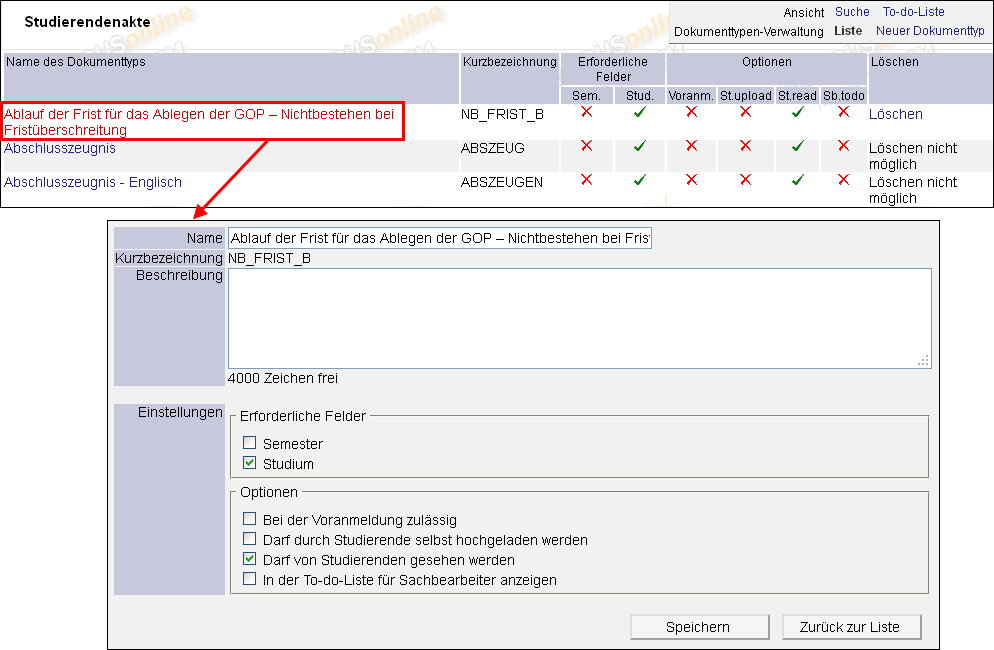 Studierendenakte
Ansicht Suche To-do-Liste
Dokumenttypen-Verwaltung Liste Neuer Dokumenttyp
Name des Dokumenttyps Kurzbezeichnung Erforderliche Optionen Löschen
Felder
Sem. Stud. Voranm. St.upload St.read Sb.todo
Ablauf der Frist für das Ablegen der GOP – Nichtbestehen bei NB_FRIST_B Löschen
Fristüberschreitung
Abschlusszeugnis ABSZEUG Löschen nicht
möglich
Abschlusszeugnis - Englisch ABSZEUGEN Löschen nicht
möglich
Name Ablauf der Frist für das Ablegen der GOP – Nichtbestehen bei Fris
Kurzbezeichnung NB_FRIST_B
Beschreibung
4000 Zeichen frei
Einstellungen
Erforderliche Felder
Semester
Studium
Optionen
Bei der Voranmeldung zulässig
Darf durch Studierende selbst hochgeladen werden
Darf von Studierenden gesehen werden
In der To-do-Liste für Sachbearbeiter anzeigen
Speichern Zurück zur Liste